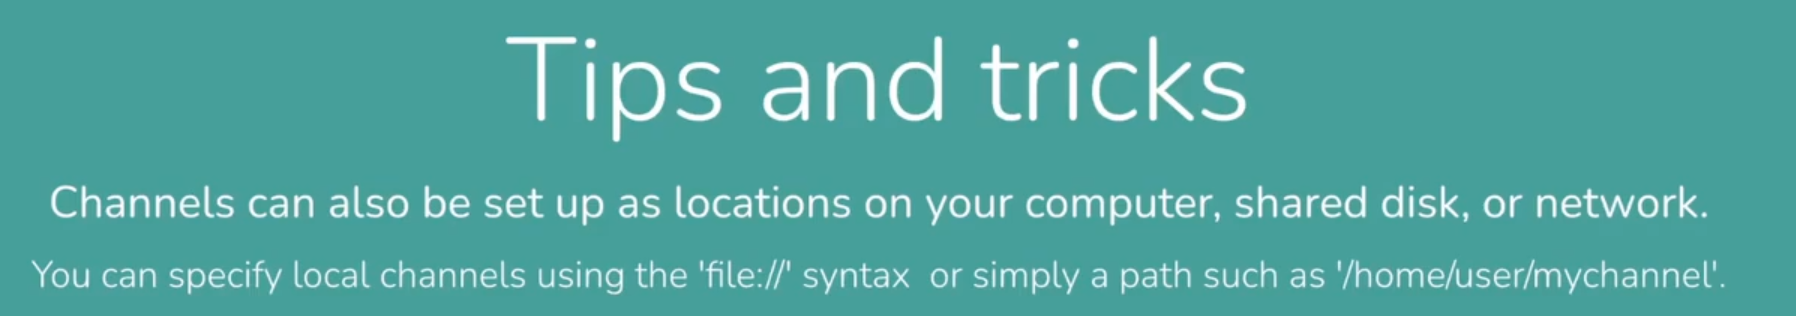 Tips and tricks
Channels can also be set up as locations on your computer, shared disk, or network.
You can specify local channels using the 'file://' syntax  or simply a path such as '/home/user/mychannel'.